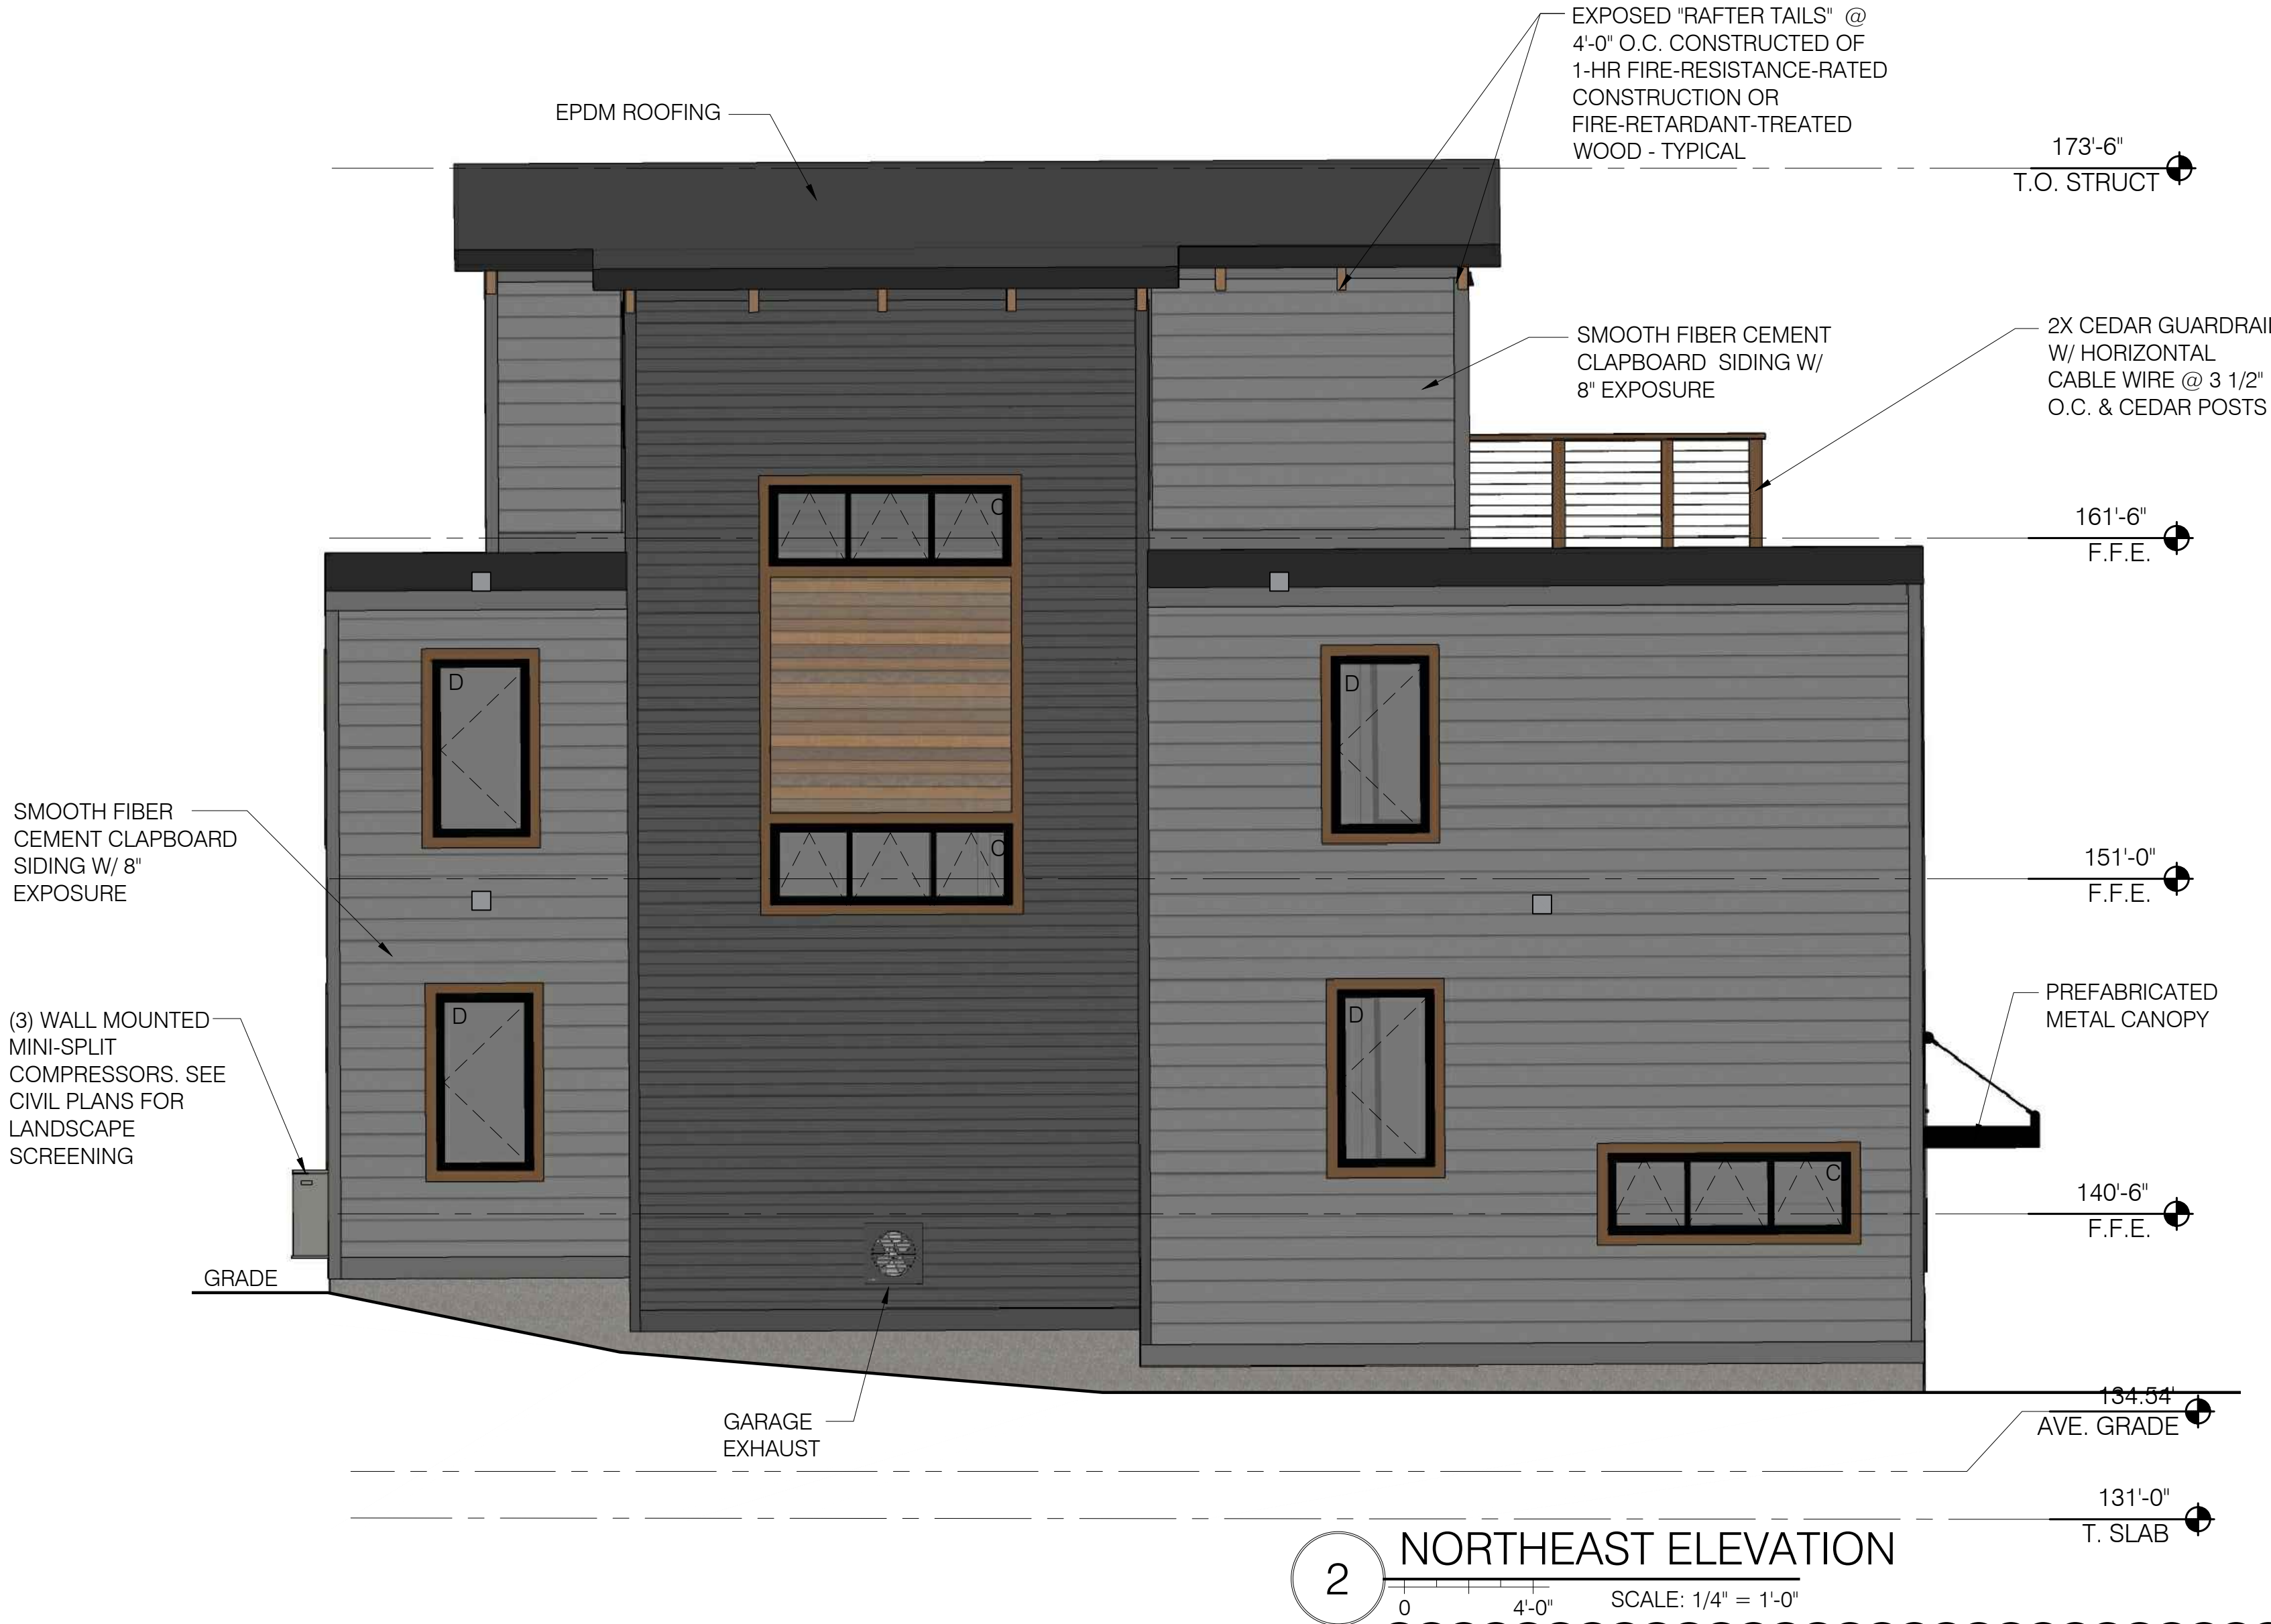 EXPOSED "RAFTER TAILS" @
4'-0" O.C. CONSTRUCTED OF
1-HR FIRE-RESISTANCE-RATED
CONSTRUCTION OR
FIRE-RETARDANT-TREATED
WOOD - TYPICAL
EPDM ROOFING
173'-6"
T.O. STRUCT
SMOOTH FIBER CEMENT
CLAPBOARD SIDING W/
8" EXPOSURE
2X CEDAR GUARDRAIL
W/ HORIZONTAL
CABLE WIRE @ 3 1/2"
O.C. & CEDAR POSTS
C
161'-6"
F.F.E.
D
D
SMOOTH FIBER
CEMENT CLAPBOARD
SIDING W/ 8"
EXPOSURE
C
151'-0"
F.F.E.
(3) WALL MOUNTED
MINI-SPLIT
COMPRESSORS. SEE
CIVIL PLANS FOR
LANDSCAPE
SCREENING
D
D
PREFABRICATED
METAL CANOPY
C
140'-6"
F.F.E.
GRADE
GARAGE
EXHAUST
134.54'
AVE. GRADE
131'-0"
T. SLAB
2
NORTHEAST ELEVATION
0 4'-0"
SCALE: 1/4" = 1'-0"